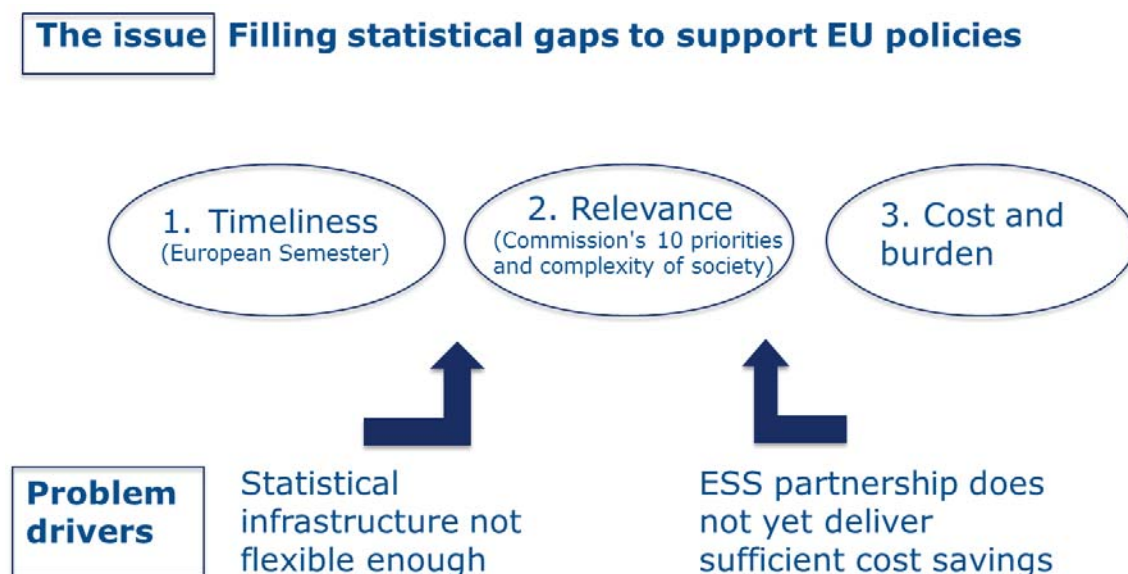 The issue Filling statistical gaps to support EU policies
1. Timeliness
(European Semester)
2. Relevance
(Commission's 10 priorities
and complexity of society)
3. Cost and
burden
Problem
drivers
Statistical
infrastructure not
flexible enough
ESS partnership does
not yet deliver
sufficient cost savings